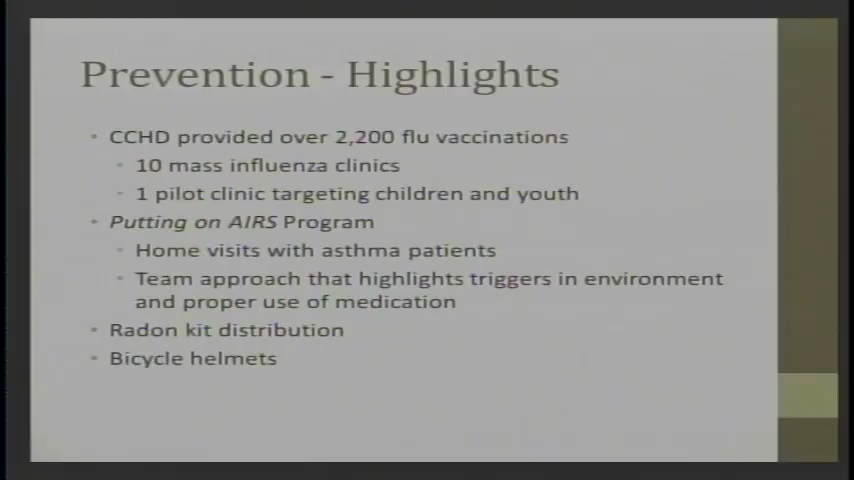 Prevention - Highlights
• CCHD provided over 2,200 flu vaccinations
• 10 mass influenza clinics
• 1 pilot clinic targeting children and youth
• Putting on AIRS Program
• Home visits with asthma patients
• Team approach that highlights triggers in environment
and proper use of medication
• Radon kit distribution
• Bicycle helmets